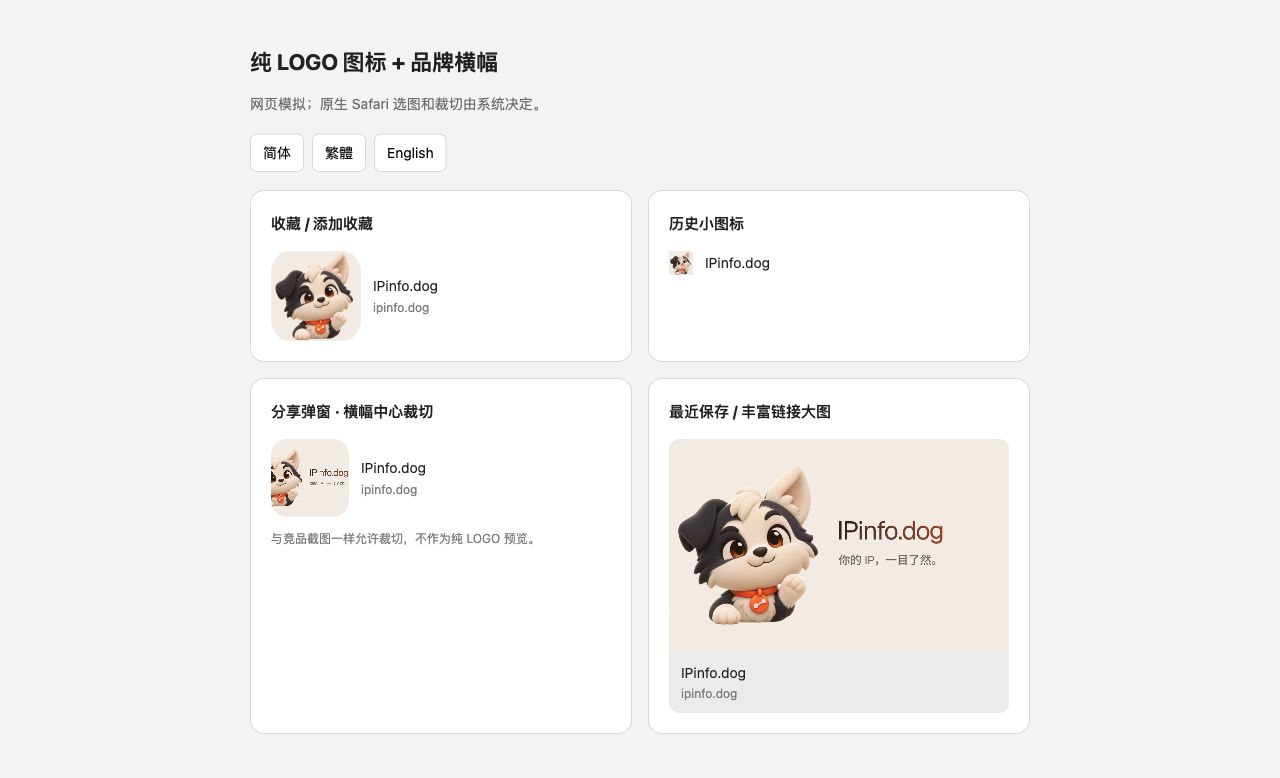 纯 LOGO 图标 + 品牌横幅
网页模拟；原生 Safari 选图和裁切由系统决定。
简体
繁體
English
收藏 / 添加收藏
IPinfo.dog
ipinfo.dog
历史小图标
IPinfo.dog
分享弹窗 · 横幅中心裁切
IPinfo.dog
IPinfo.dog
ipinfo.dog
与竞品截图一样允许裁切，不作为纯 LOGO 预览。
最近保存 / 丰富链接大图
IPinfo.dog
你的 IP，一目了然。
IPinfo.dog
ipinfo.dog